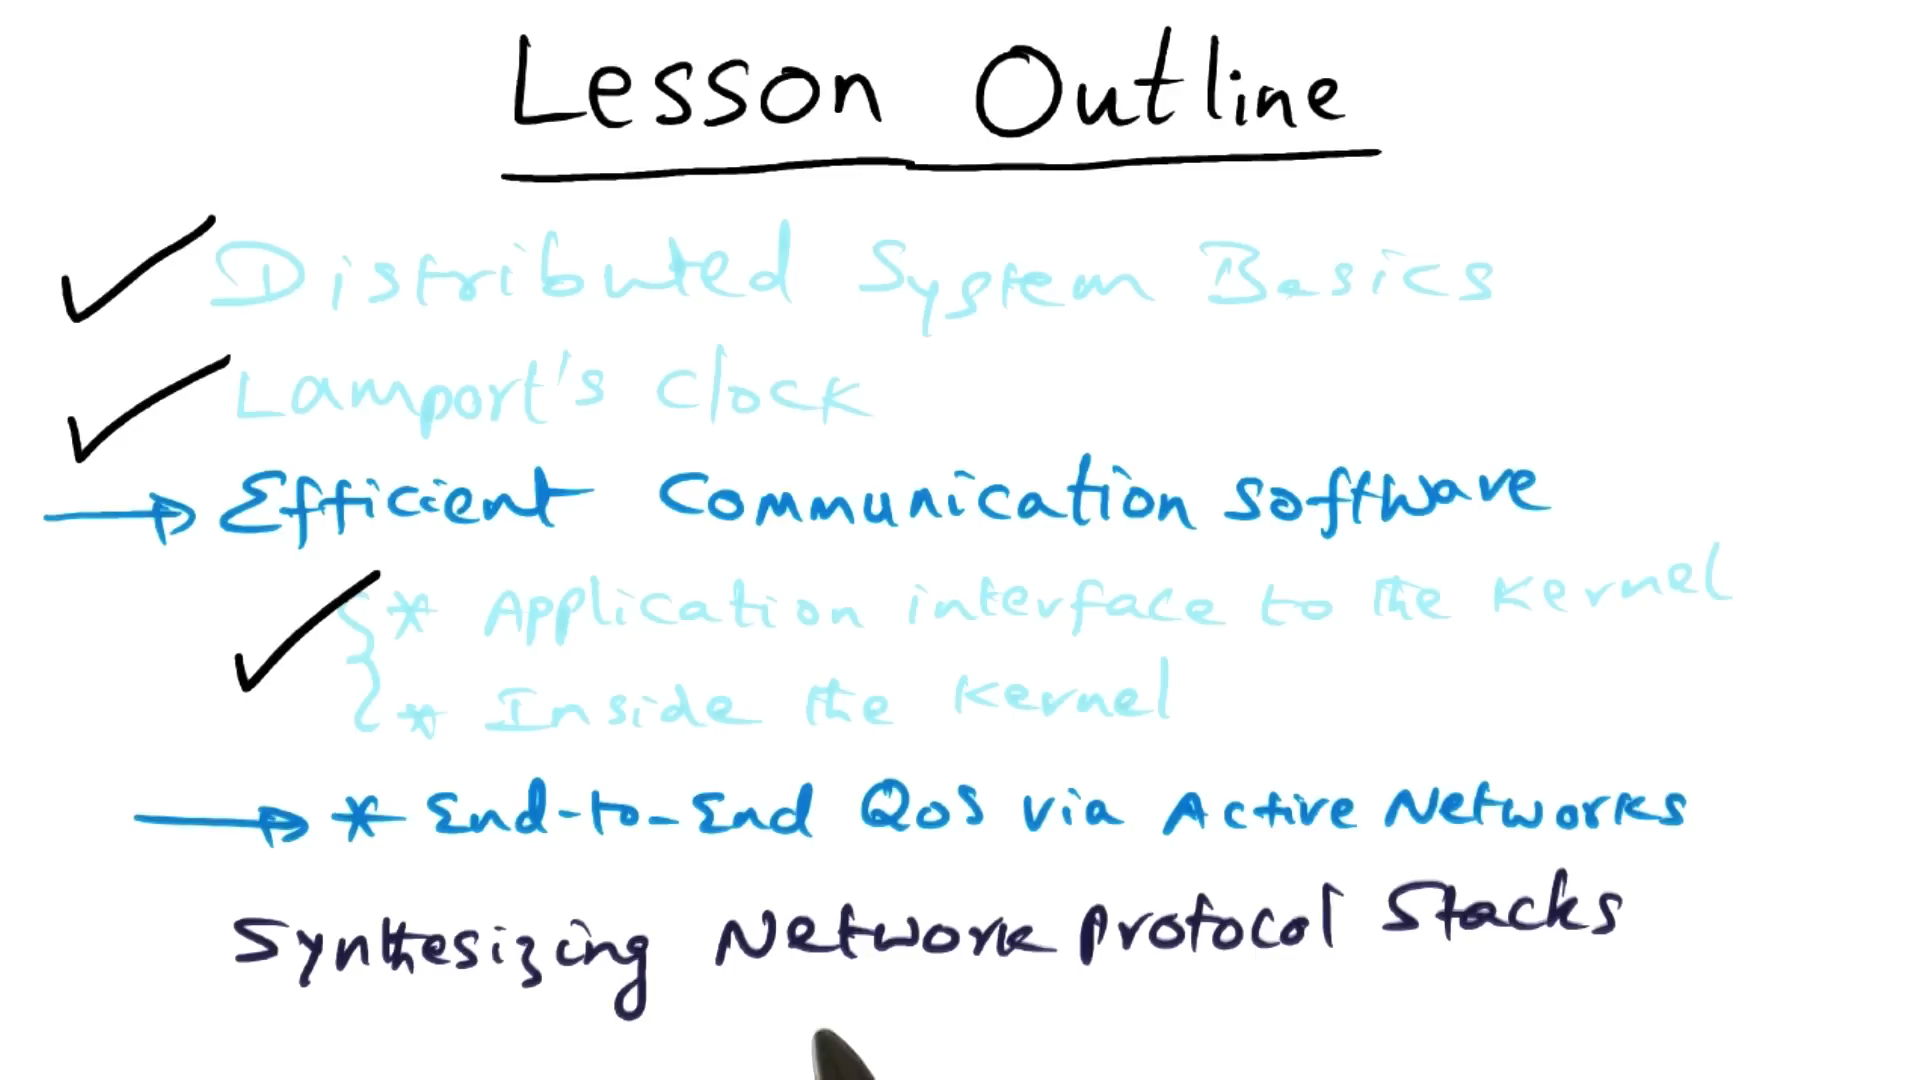 Lesson Outline
Distributed System Basics
Lamport's Clock
→ Efficient Communication Software
* Application interface to the Kernel
* Inside the Kernel
→ * End-to-End QoS via Active Networks
Synthesizing Network Protocol Stacks